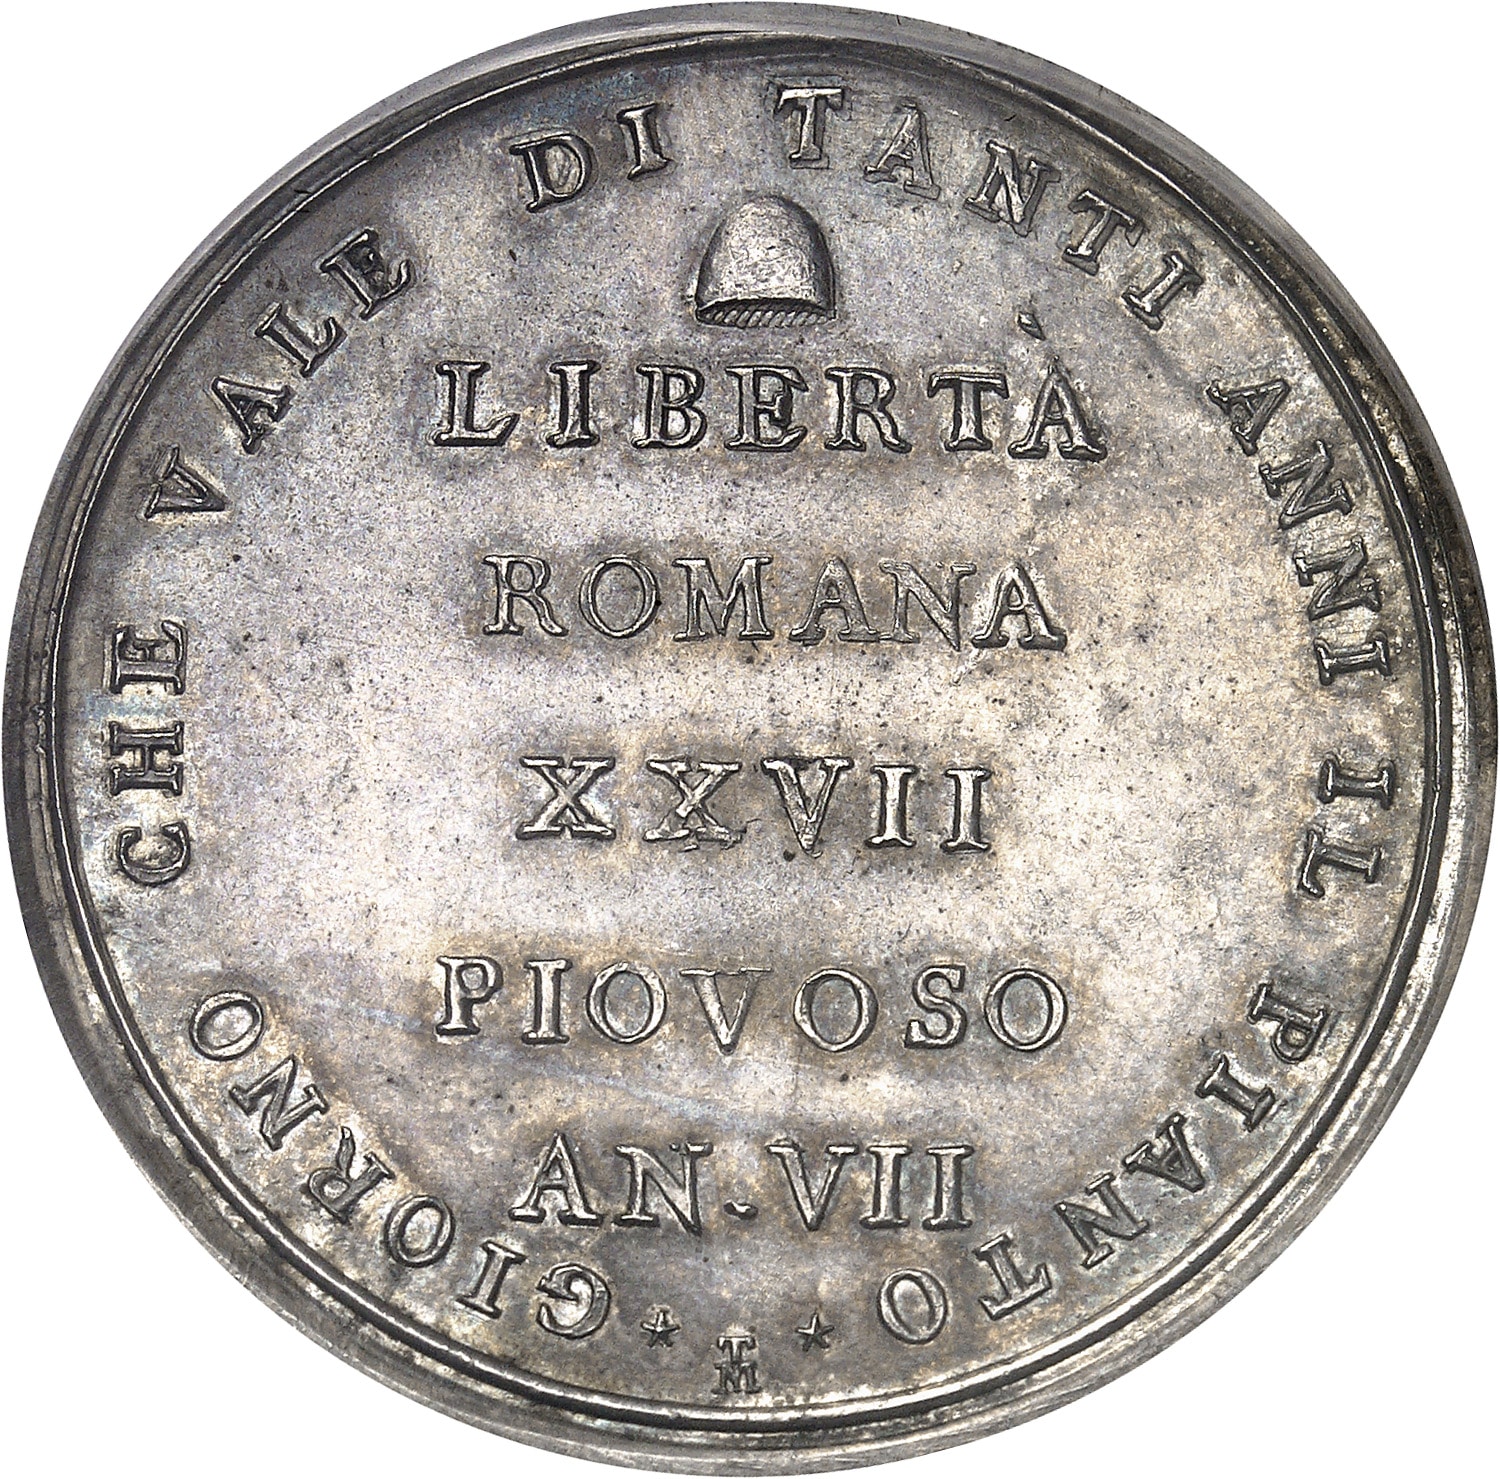 GIORNO CHE VALE DI TANTI ANNI IL PIANTO
LIBERTÀ
ROMANA
XXVII
PIOVOSO
AN·VII
TM